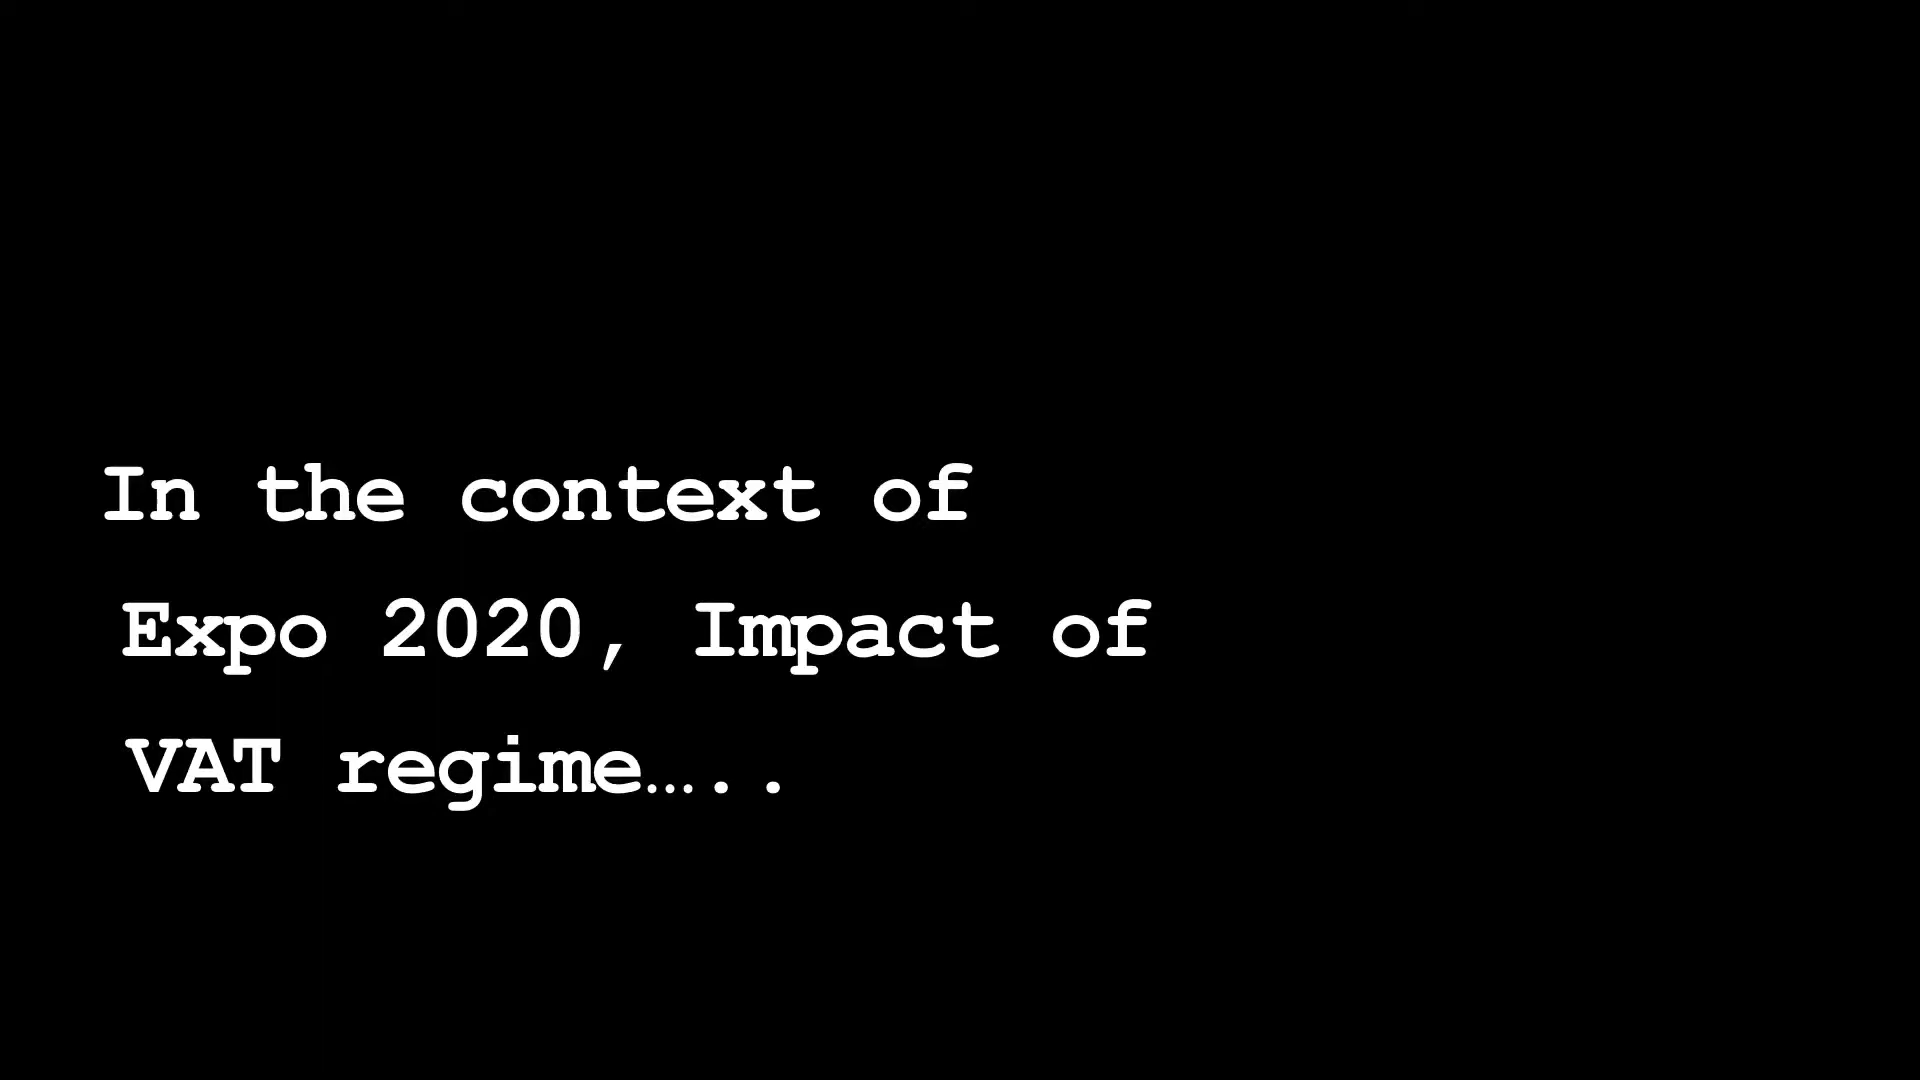 In the context of
Expo 2020, Impact of
VAT regime…..